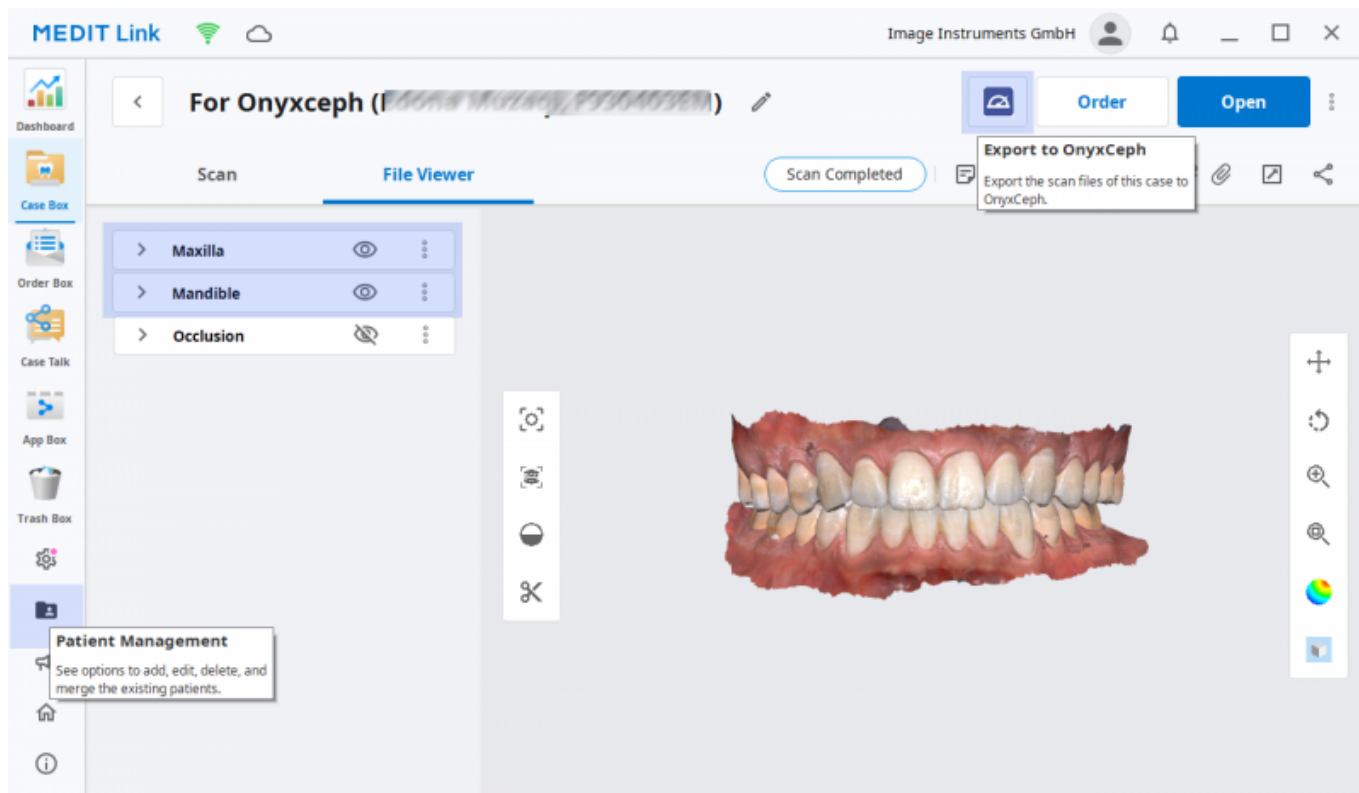 MEDIT Link
Image Instruments GmbH
Dashboard
For Onyxceph (
)
Order
Open
Export to OnyxCeph
Export the scan files of this case to
OnyxCeph.
Scan
File Viewer
Scan Completed
Case Box
Maxilla
Mandible
Occlusion
Order Box
Case Talk
App Box
Trash Box
Patient Management
See options to add, edit, delete, and
merge the existing patients.